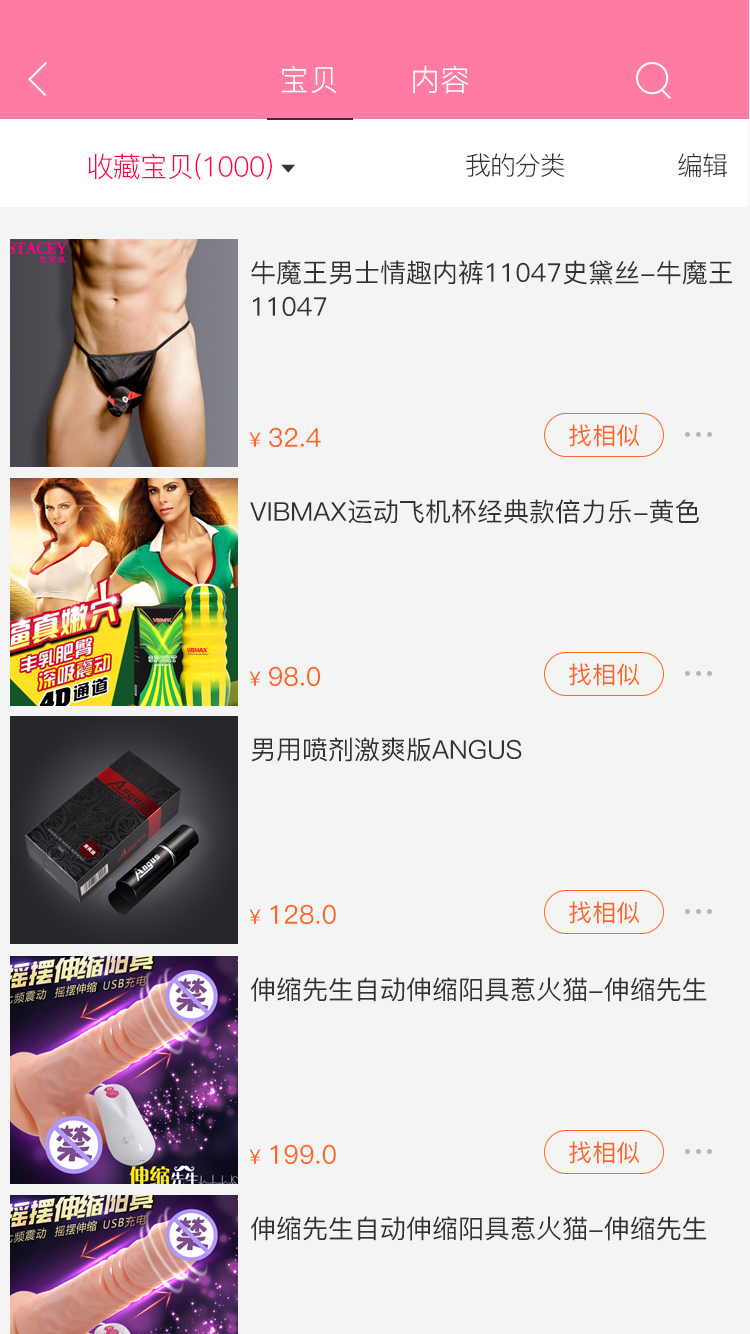 宝贝
内容
收藏宝贝(1000)
我的分类
编辑
STACEY
牛魔王男士情趣内裤11047史黛丝–牛魔王
11047
¥ 32.4
找相似
VIBMAX运动飞机杯经典款倍力乐–黄色
逼真嫩穴
丰乳肥臀
深吸震动
4D通道
VIBMAX
SPORT
VIBMAX
¥ 98.0
找相似
男用喷剂激爽版ANGUS
Angus
Angus
¥ 128.0
找相似
摇摆伸缩阳具
频震动 摇摆伸缩 USB充电
禁
禁
伸缩先生
伸缩先生自动伸缩阳具惹火猫–伸缩先生
¥ 199.0
找相似
摇摆伸缩阳具
频震动 摇摆伸缩 USB充电
禁
伸缩先生自动伸缩阳具惹火猫–伸缩先生